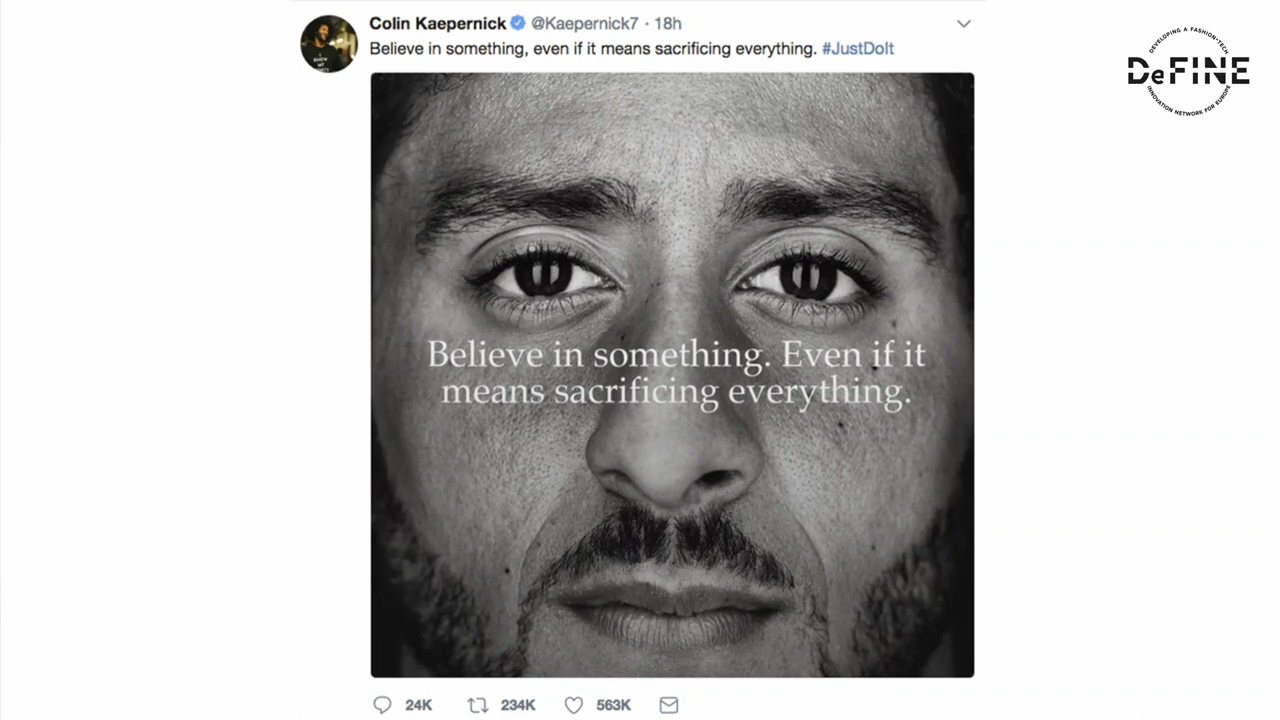 Colin Kaepernick @Kaepernick7 · 18h
Believe in something, even if it means sacrificing everything. #JustDoIt
DEVELOPING A FASHION-TECH
DeFINE
INNOVATION NETWORK FOR EUROPE
Believe in something. Even if it
means sacrificing everything.
24K 234K 563K